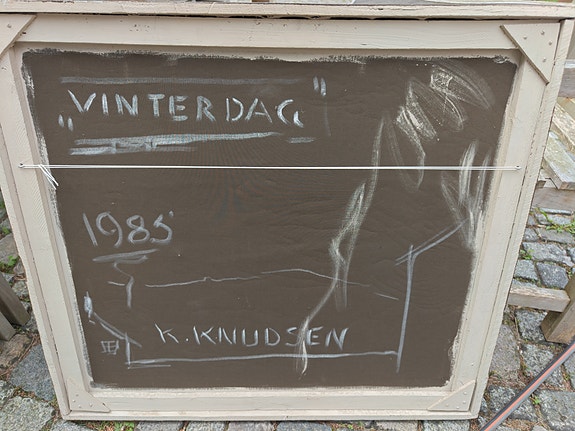 „VINTERDAG"
1985
K. KNUDSEN